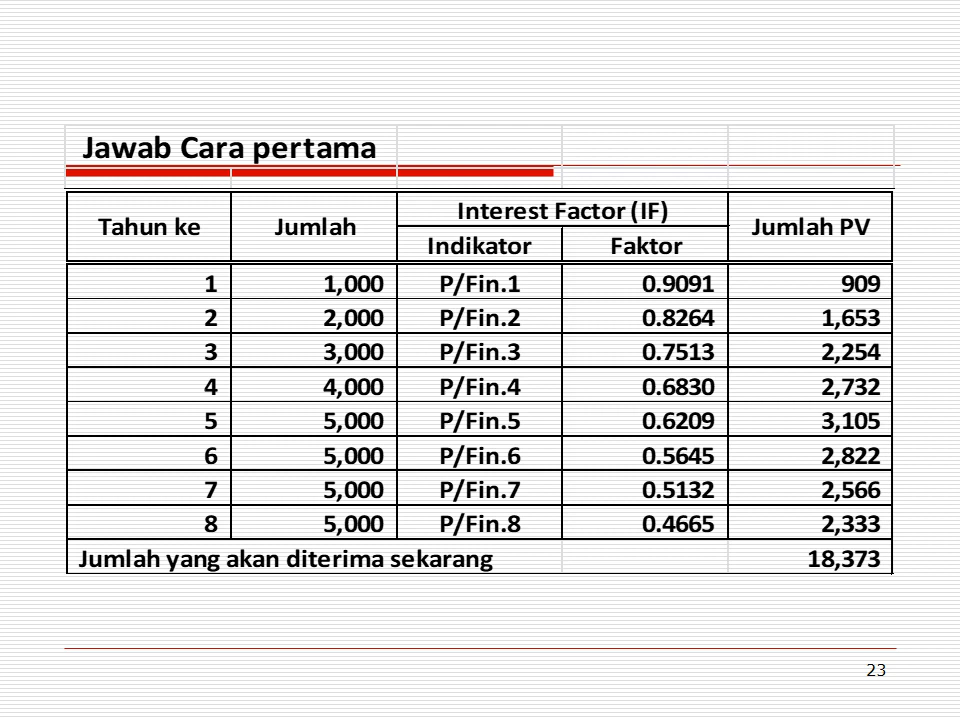 Jawab Cara pertama
Tahun ke Jumlah Interest Factor (IF) Jumlah PV
Indikator Faktor
1 1,000 P/Fin.1 0.9091 909
2 2,000 P/Fin.2 0.8264 1,653
3 3,000 P/Fin.3 0.7513 2,254
4 4,000 P/Fin.4 0.6830 2,732
5 5,000 P/Fin.5 0.6209 3,105
6 5,000 P/Fin.6 0.5645 2,822
7 5,000 P/Fin.7 0.5132 2,566
8 5,000 P/Fin.8 0.4665 2,333
Jumlah yang akan diterima sekarang 18,373
23